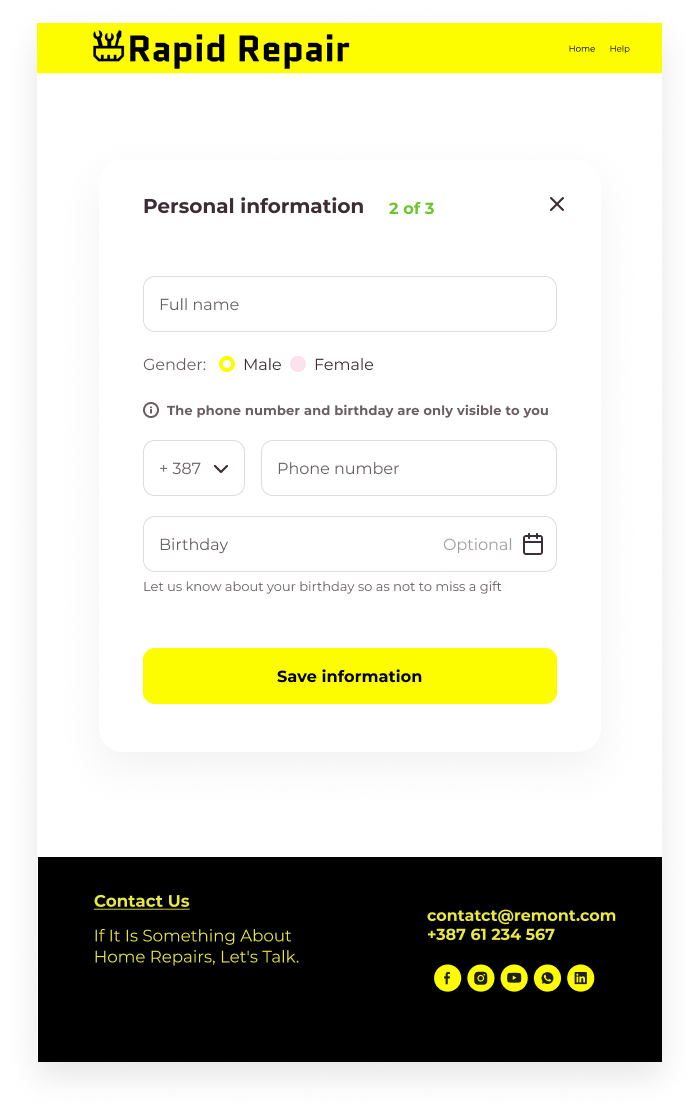 Rapid Repair
Home Help
Personal information 2 of 3
Full name
Gender: Male Female
The phone number and birthday are only visible to you
+ 387 Phone number
Birthday Optional
Let us know about your birthday so as not to miss a gift
Save information
Contact Us
If It Is Something About
Home Repairs, Let's Talk.
contatct@remont.com
+387 61 234 567